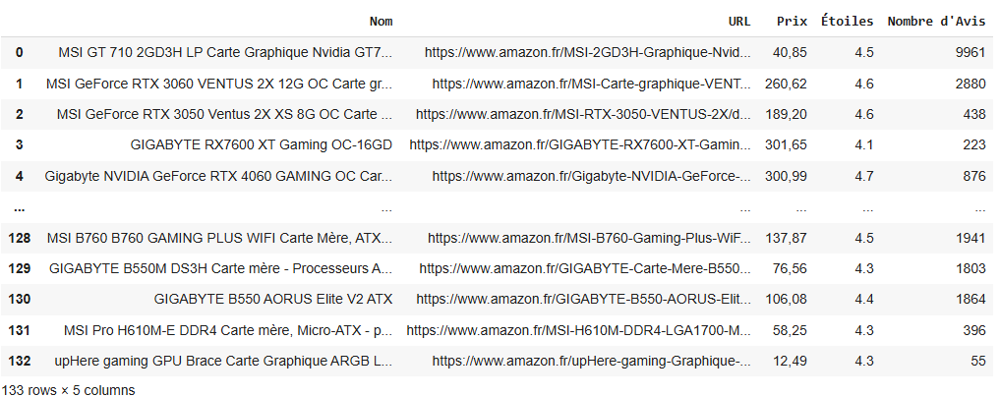 Nom URL Prix Étoiles Nombre d'Avis
0 MSI GT 710 2GD3H LP Carte Graphique Nvidia GT7... https://www.amazon.fr/MSI-2GD3H-Graphique-Nvid... 40,85 4.5 9961
1 MSI GeForce RTX 3060 VENTUS 2X 12G OC Carte gr... https://www.amazon.fr/MSI-Carte-graphique-VENT... 260,62 4.6 2880
2 MSI GeForce RTX 3050 Ventus 2X XS 8G OC Carte ... https://www.amazon.fr/MSI-RTX-3050-VENTUS-2X/d... 189,20 4.6 438
3 GIGABYTE RX7600 XT Gaming OC-16GD https://www.amazon.fr/GIGABYTE-RX7600-XT-Gamin... 301,65 4.1 223
4 Gigabyte NVIDIA GeForce RTX 4060 GAMING OC Car... https://www.amazon.fr/Gigabyte-NVIDIA-GeForce-... 300,99 4.7 876
... ... ... ... ... ...
128 MSI B760 B760 GAMING PLUS WIFI Carte Mère, ATX... https://www.amazon.fr/MSI-B760-Gaming-Plus-WiF... 137,87 4.5 1941
129 GIGABYTE B550M DS3H Carte mère - Processeurs A... https://www.amazon.fr/GIGABYTE-Carte-Mere-B550... 76,56 4.3 1803
130 GIGABYTE B550 AORUS Elite V2 ATX https://www.amazon.fr/GIGABYTE-B550-AORUS-Elit... 106,08 4.4 1864
131 MSI Pro H610M-E DDR4 Carte mère, Micro-ATX - p... https://www.amazon.fr/MSI-H610M-DDR4-LGA1700-M... 58,25 4.3 396
132 upHere gaming GPU Brace Carte Graphique ARGB L... https://www.amazon.fr/upHere-gaming-Graphique-... 12,49 4.3 55
133 rows × 5 columns